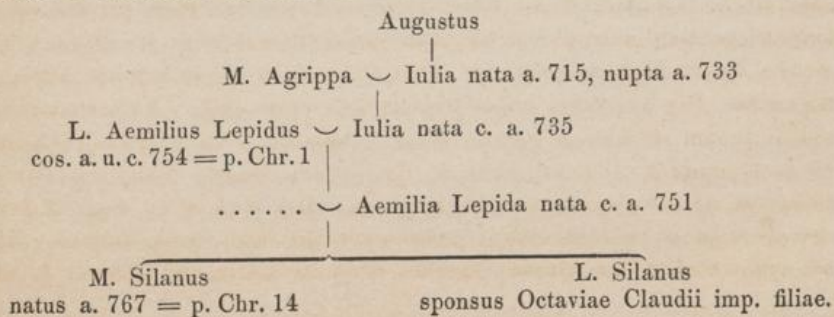 Augustus
M. Agrippa ⌣ Iulia nata a. 715, nupta a. 733
L. Aemilius Lepidus ⌣ Iulia nata c. a. 735
cos. a. u. c. 754 = p. Chr. 1
...... ⌣ Aemilia Lepida nata c. a. 751
M. Silanus L. Silanus
natus a. 767 = p. Chr. 14 sponsus Octaviae Claudii imp. filiae.